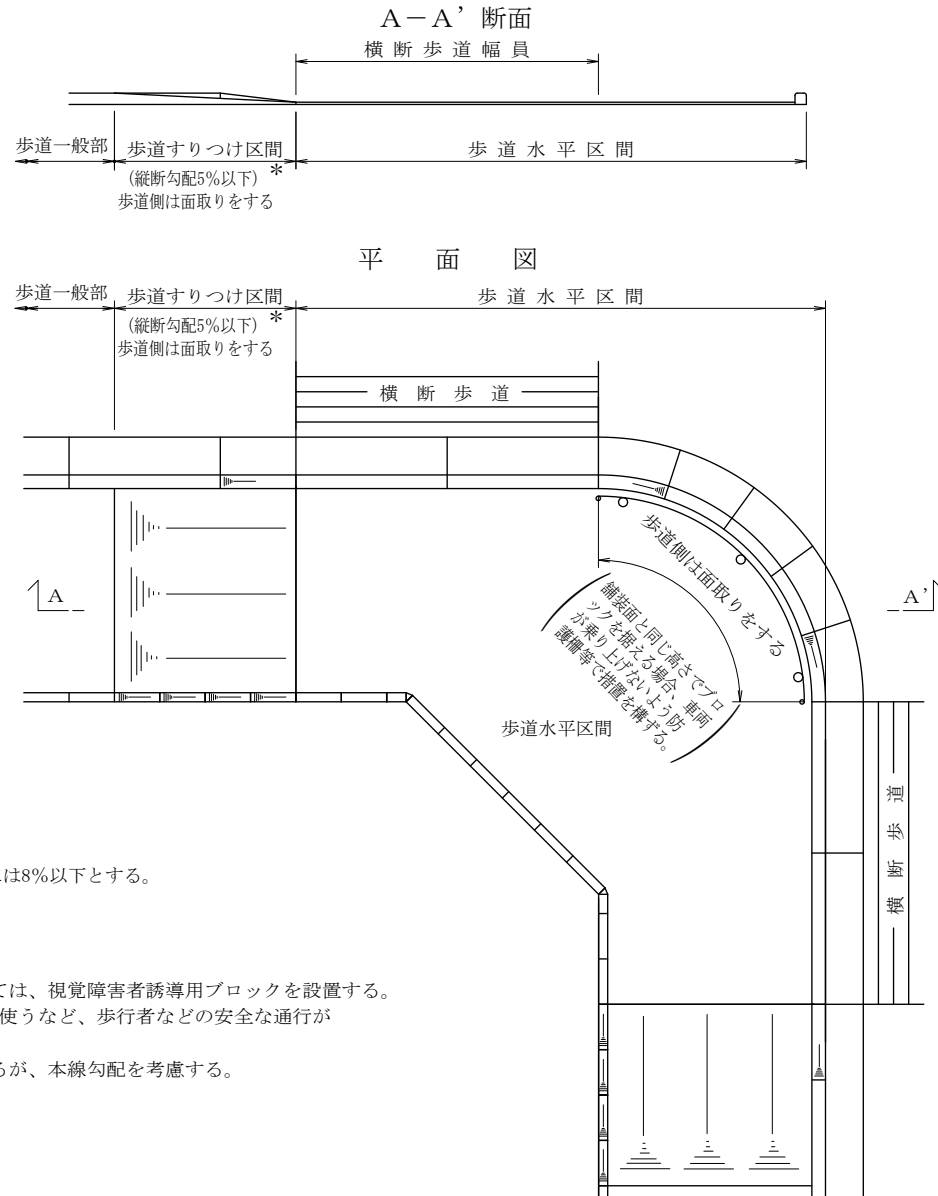 A－A’断面
横断歩道幅員
歩道一般部
歩道すりつけ区間
歩道水平区間
(縦断勾配5%以下)*
歩道側は面取りをする
平面図
歩道一般部
歩道すりつけ区間
歩道水平区間
(縦断勾配5%以下)*
歩道側は面取りをする
横断歩道
歩道側は面取りをする
A
A’
舗装面と同じ高さでブロ
ックを据える場合、車両
が乗り上げないよう防
護柵等で措置を構ずる。
歩道水平区間
横断歩道
は8%以下とする。
ては、視覚障害者誘導用ブロックを設置する。
使うなど、歩行者などの安全な通行が
るが、本線勾配を考慮する。